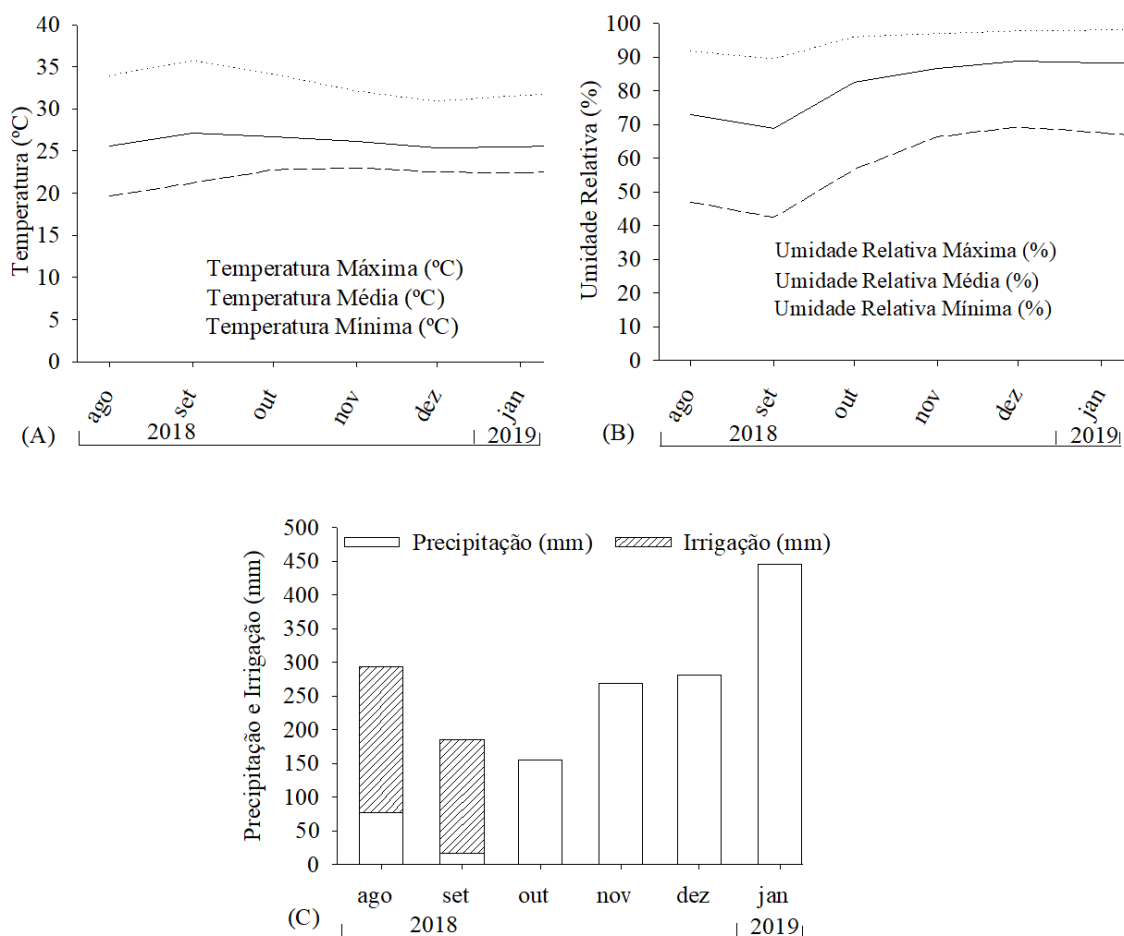 40
35
30
25
20
15
10
5
0
Temperatura (ºC)
Temperatura Máxima (ºC)
Temperatura Média (ºC)
Temperatura Mínima (ºC)
ago set out nov dez jan
(A) 2018 2019
100
90
80
70
60
50
40
30
20
10
0
Umidade Relativa (%)
Umidade Relativa Máxima (%)
Umidade Relativa Média (%)
Umidade Relativa Mínima (%)
ago set out nov dez jan
(B) 2018 2019
500
450
400
350
300
250
200
150
100
50
0
Precipitação e Irrigação (mm)
Precipitação (mm) Irrigação (mm)
ago set out nov dez jan
(C) 2018 2019